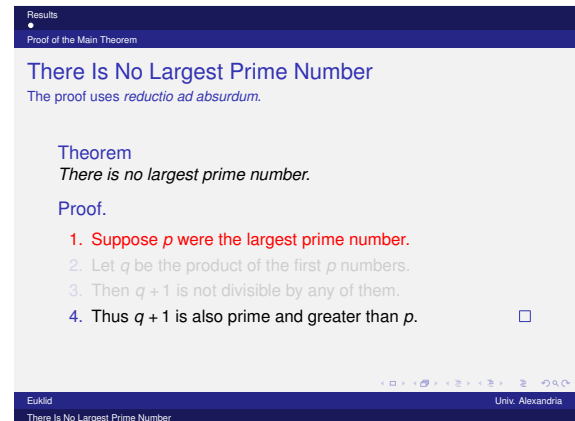 Results
Proof of the Main Theorem
There Is No Largest Prime Number
The proof uses reductio ad absurdum.
Theorem
There is no largest prime number.
Proof.
1. Suppose p were the largest prime number.
2. Let q be the product of the first p numbers.
3. Then q + 1 is not divisible by any of them.
4. Thus q + 1 is also prime and greater than p.
Euklid Univ. Alexandria
There Is No Largest Prime Number